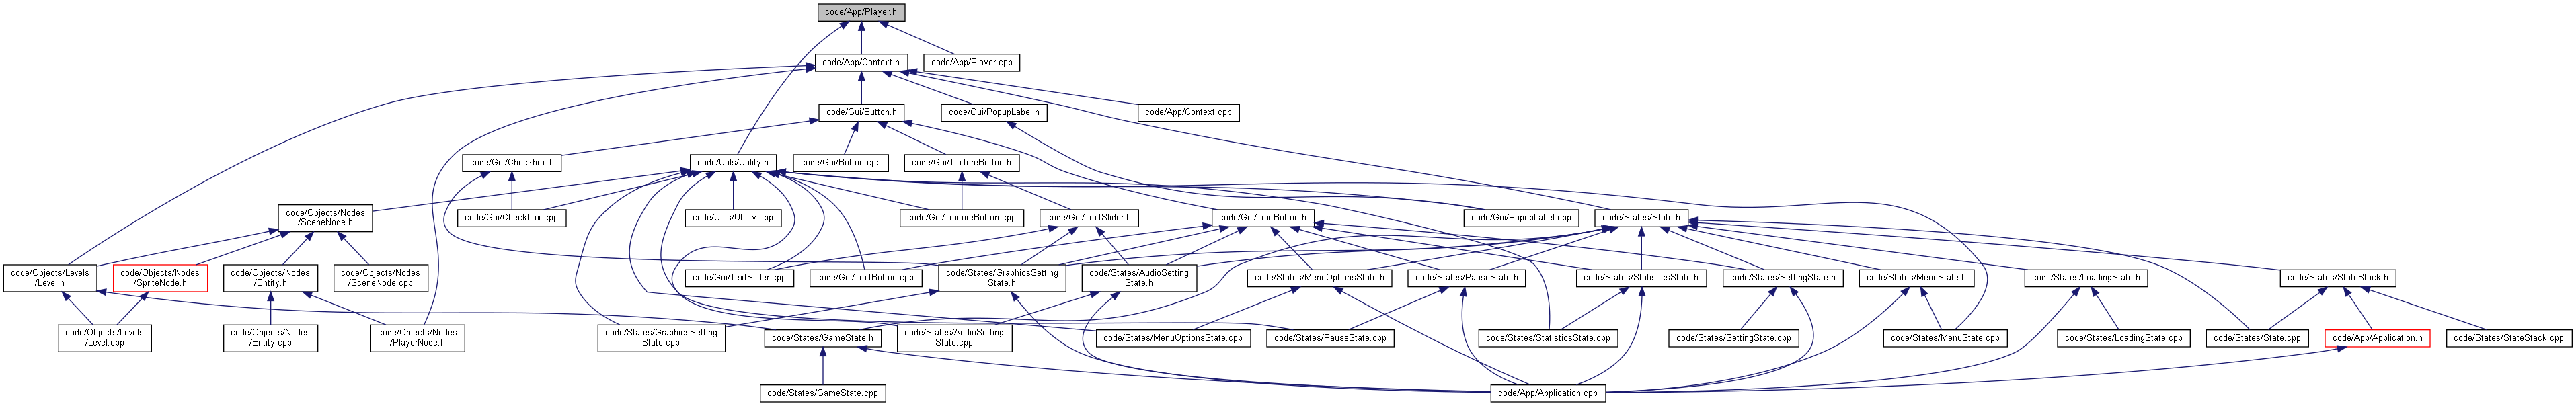 code/App/Player.h
code/App/Context.h
code/App/Player.cpp
code/Gui/Button.h
code/Gui/PopupLabel.h
code/App/Context.cpp
code/Gui/Checkbox.h
code/Utils/Utility.h
code/Gui/Button.cpp
code/Gui/TextureButton.h
code/Objects/Nodes
/SceneNode.h
code/Gui/Checkbox.cpp
code/Utils/Utility.cpp
code/Gui/TextureButton.cpp
code/Gui/TextSlider.h
code/Gui/TextButton.h
code/Gui/PopupLabel.cpp
code/States/State.h
code/Objects/Levels
/Level.h
code/Objects/Nodes
/SpriteNode.h
code/Objects/Nodes
/Entity.h
code/Objects/Nodes
/SceneNode.cpp
code/Gui/TextSlider.cpp
code/Gui/TextButton.cpp
code/States/GraphicsSetting
State.h
code/States/AudioSetting
State.h
code/States/MenuOptionsState.h
code/States/PauseState.h
code/States/StatisticsState.h
code/States/SettingState.h
code/States/MenuState.h
code/States/LoadingState.h
code/States/StateStack.h
code/Objects/Levels
/Level.cpp
code/Objects/Nodes
/Entity.cpp
code/Objects/Nodes
/PlayerNode.h
code/States/GraphicsSetting
State.cpp
code/States/GameState.h
code/States/AudioSetting
State.cpp
code/States/MenuOptionsState.cpp
code/States/PauseState.cpp
code/States/StatisticsState.cpp
code/States/SettingState.cpp
code/States/MenuState.cpp
code/States/LoadingState.cpp
code/States/State.cpp
code/App/Application.h
code/States/StateStack.cpp
code/States/GameState.cpp
code/App/Application.cpp